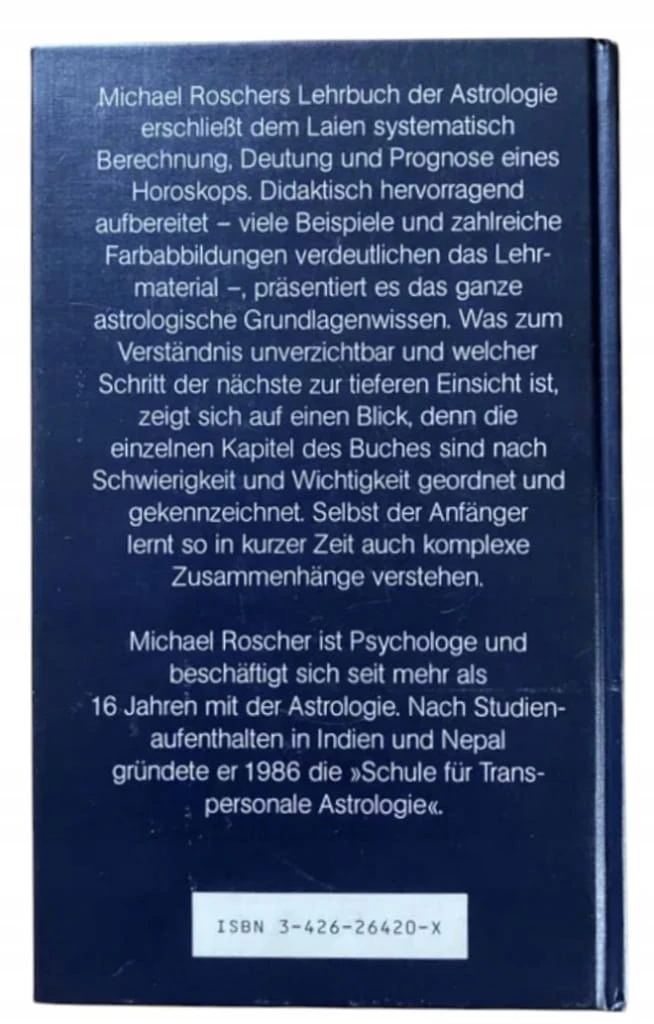 Michael Roschers Lehrbuch der Astrologie
erschließt dem Laien systematisch
Berechnung, Deutung und Prognose eines
Horoskops. Didaktisch hervorragend
aufbereitet – viele Beispiele und zahlreiche
Farbabbildungen verdeutlichen das Lehr-
material –, präsentiert es das ganze
astrologische Grundlagenwissen. Was zum
Verständnis unverzichtbar und welcher
Schritt der nächste zur tieferen Einsicht ist,
zeigt sich auf einen Blick, denn die
einzelnen Kapitel des Buches sind nach
Schwierigkeit und Wichtigkeit geordnet und
gekennzeichnet. Selbst der Anfänger
lernt so in kurzer Zeit auch komplexe
Zusammenhänge verstehen.
Michael Roscher ist Psychologe und
beschäftigt sich seit mehr als
16 Jahren mit der Astrologie. Nach Studien-
aufenthalten in Indien und Nepal
gründete er 1986 die »Schule für Trans-
personale Astrologie«.
ISBN 3-426-26420-X